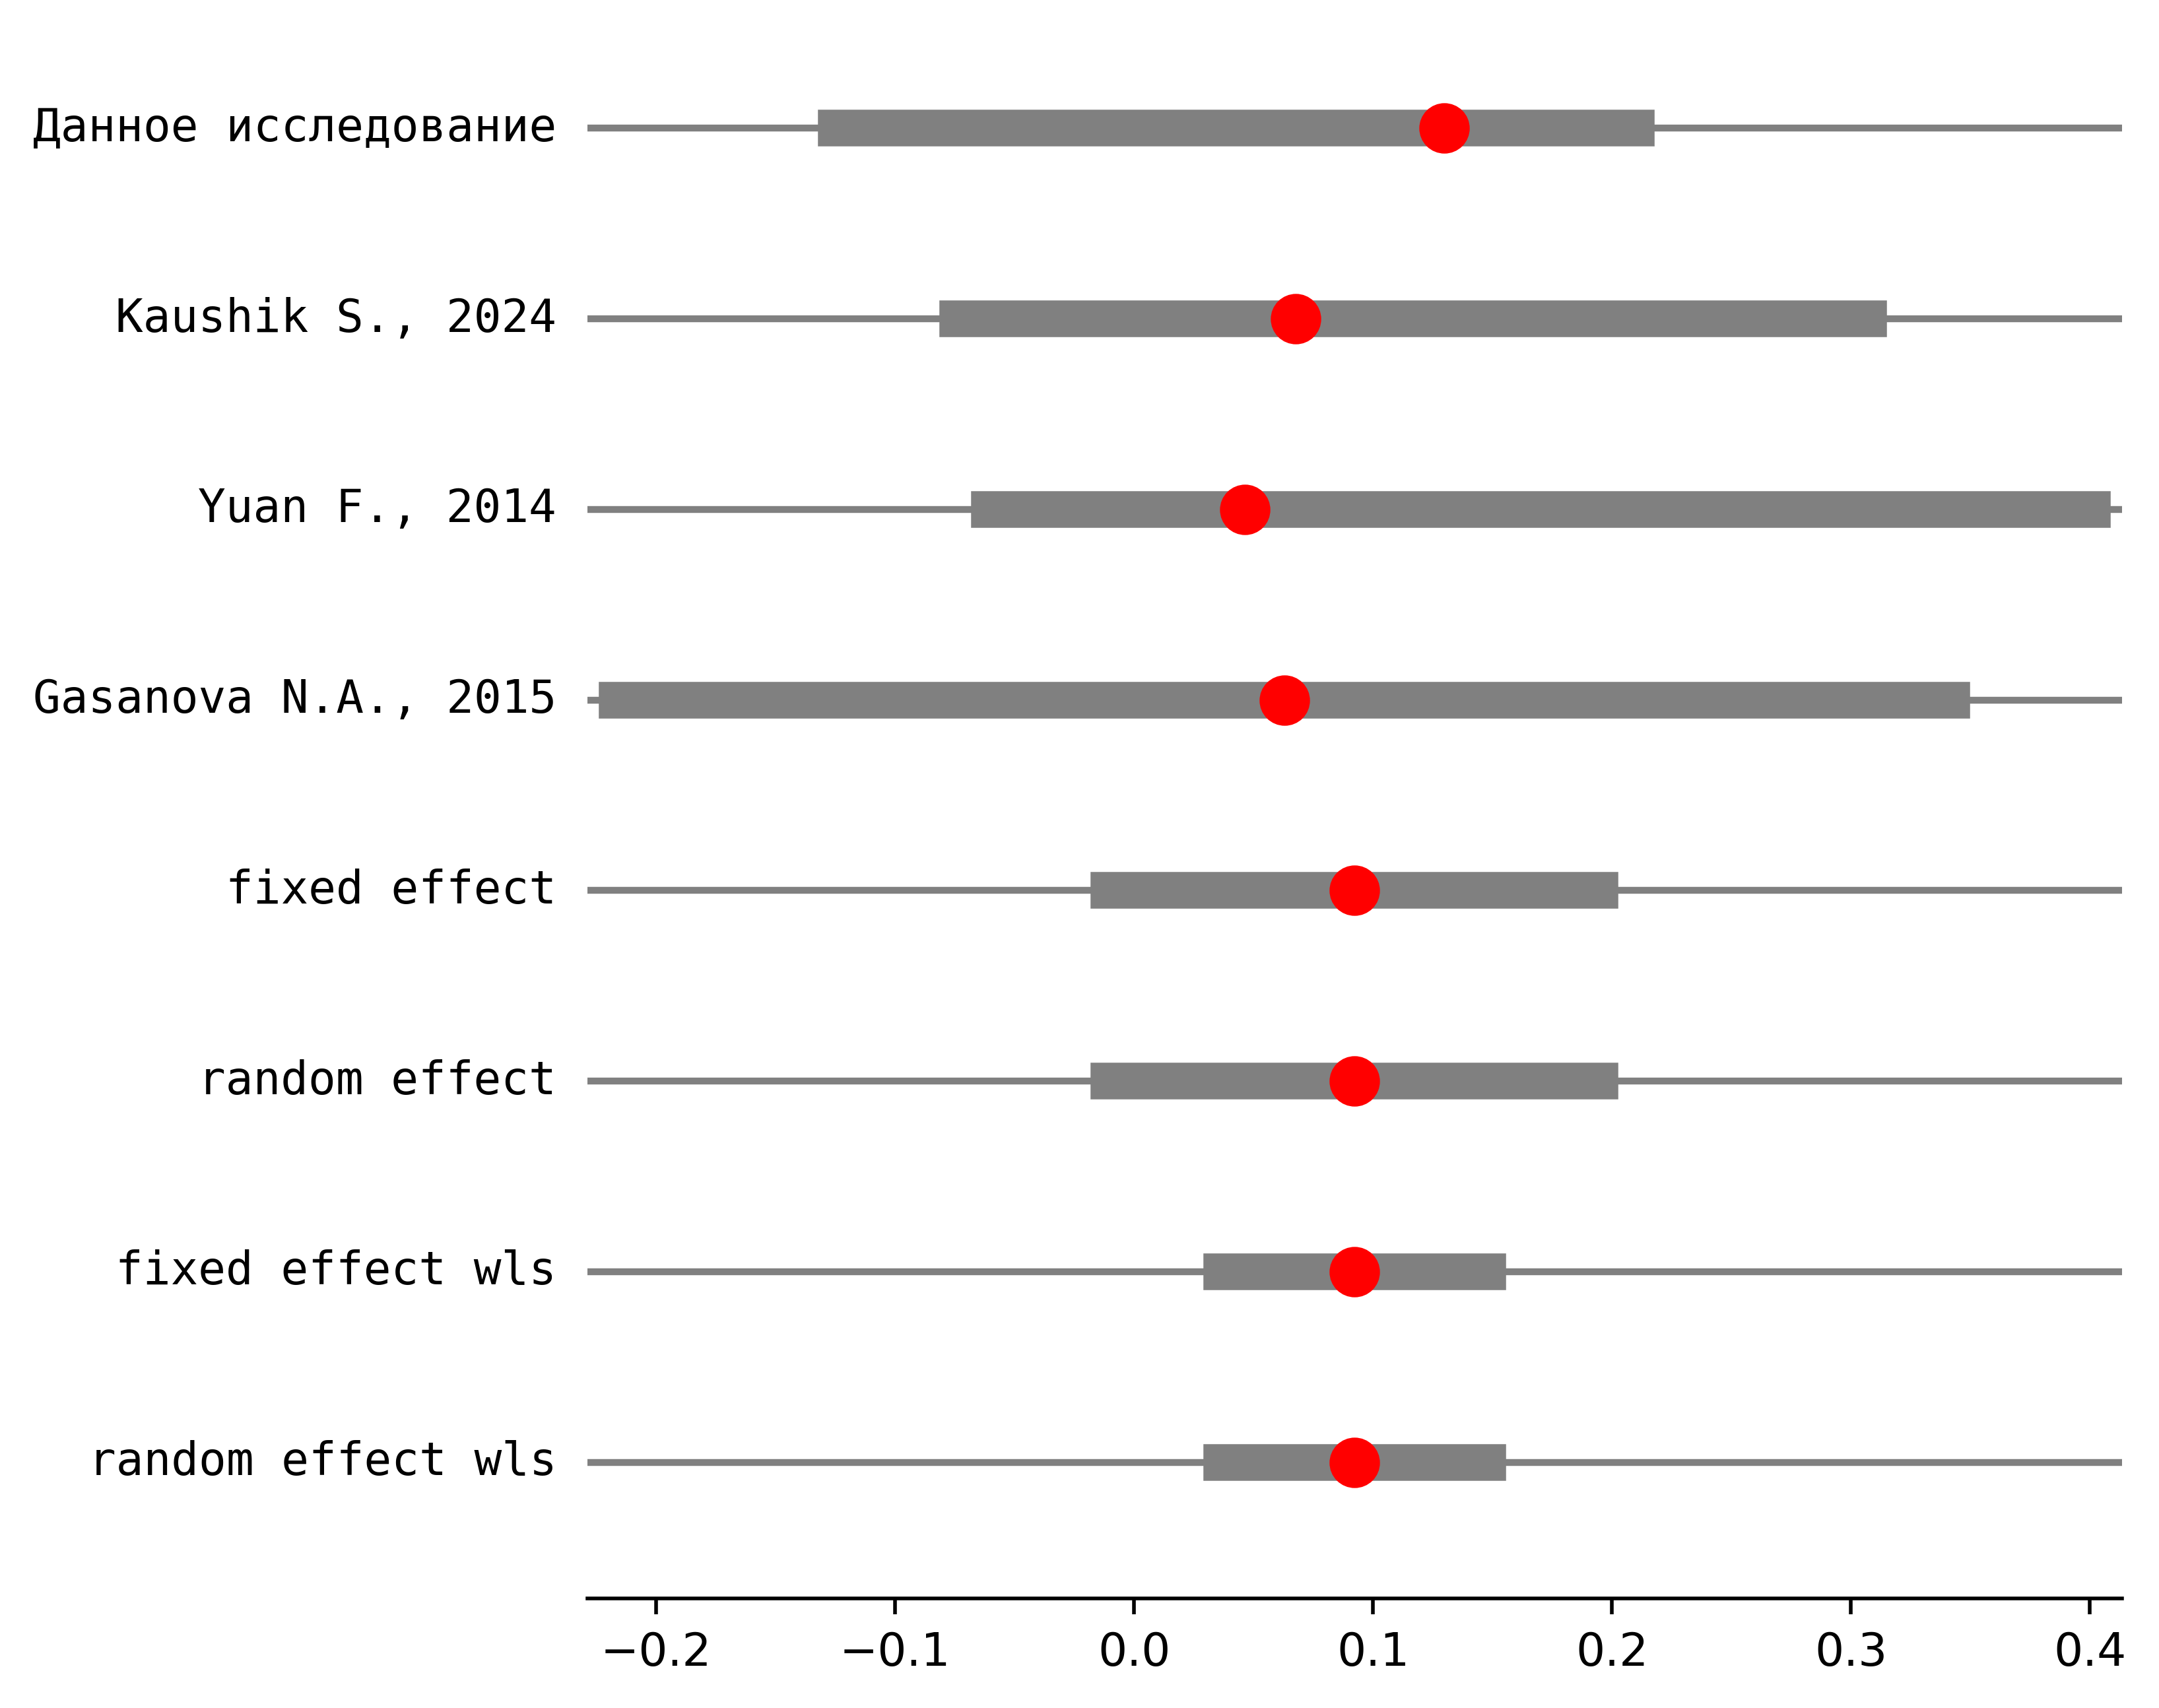 Данное исследование
Kaushik S., 2024
Yuan F., 2014
Gasanova N.A., 2015
fixed effect
random effect
fixed effect wls
random effect wls
−0.2 −0.1 0.0 0.1 0.2 0.3 0.4